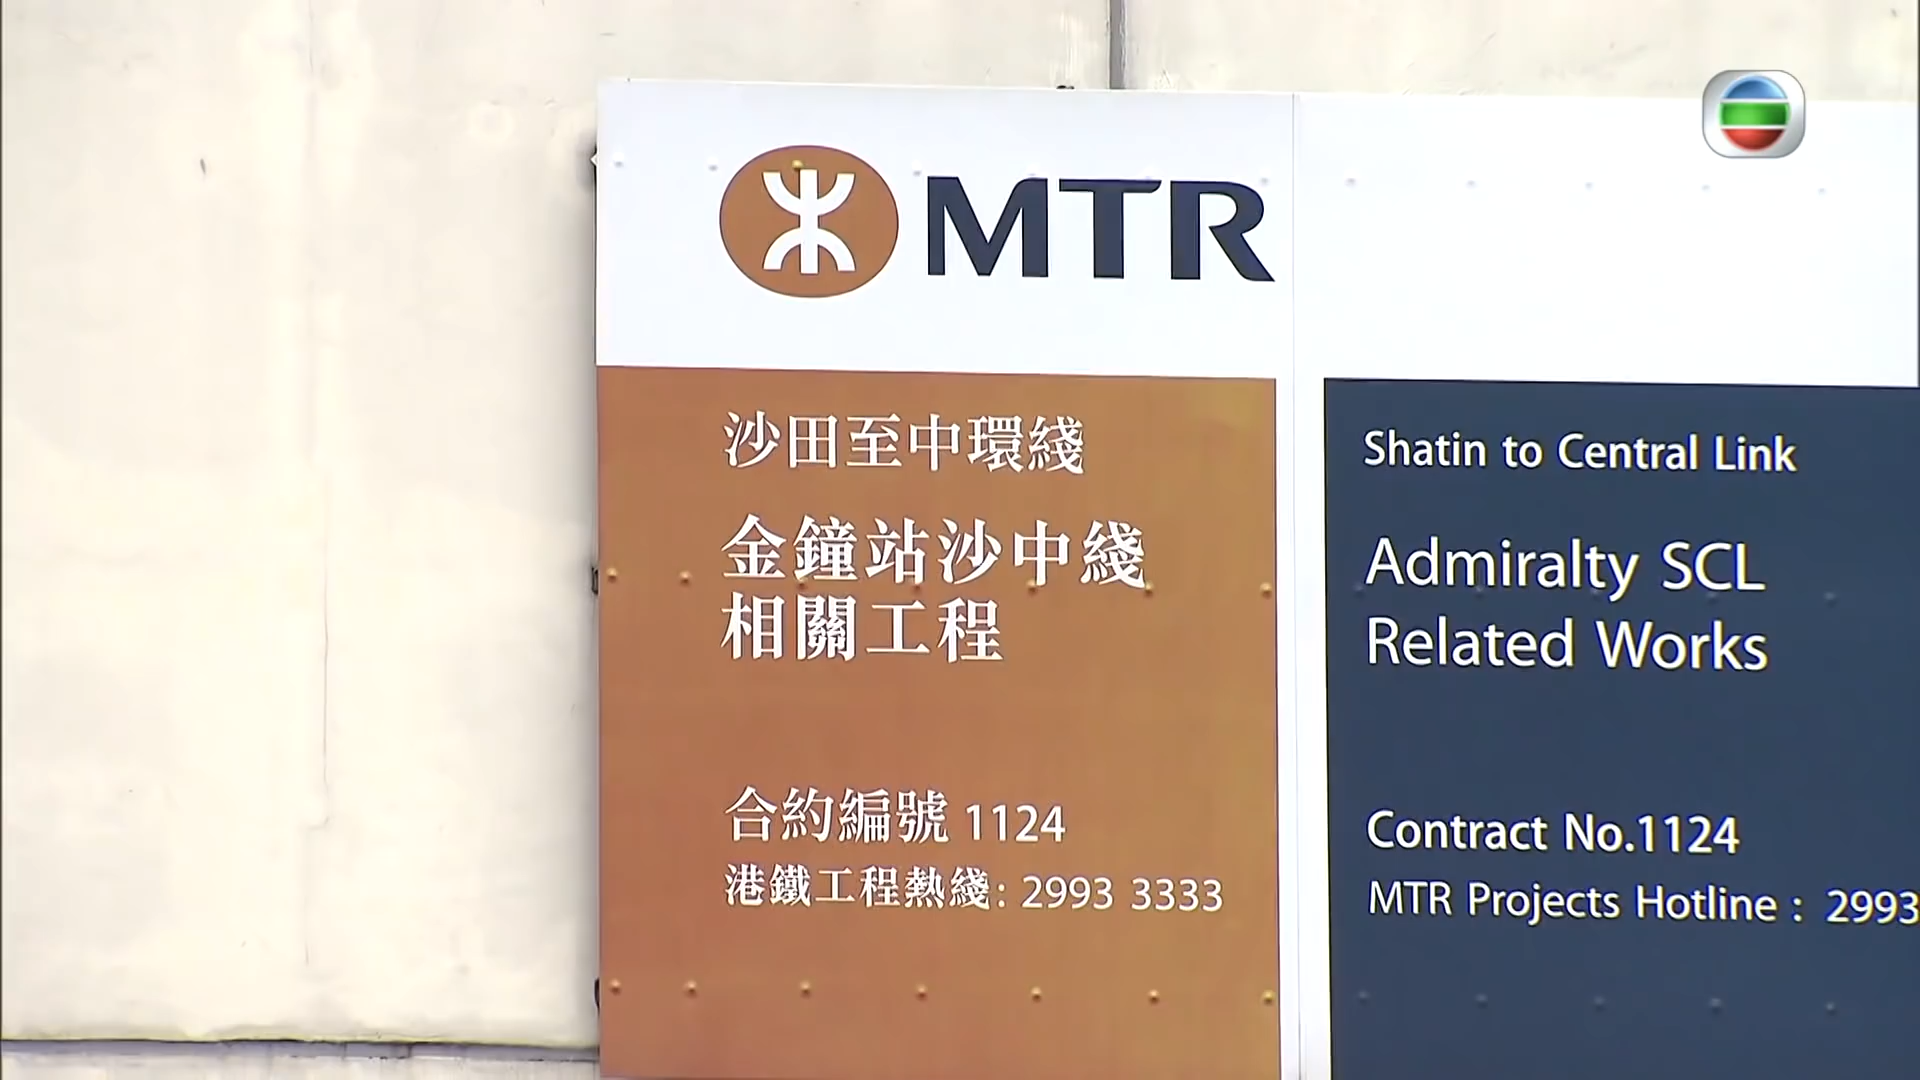 MTR
沙田至中環綫
金鐘站沙中綫
相關工程
合約編號 1124
港鐵工程熱綫: 2993 3333
Shatin to Central Link
Admiralty SCL
Related Works
Contract No.1124
MTR Projects Hotline : 2993